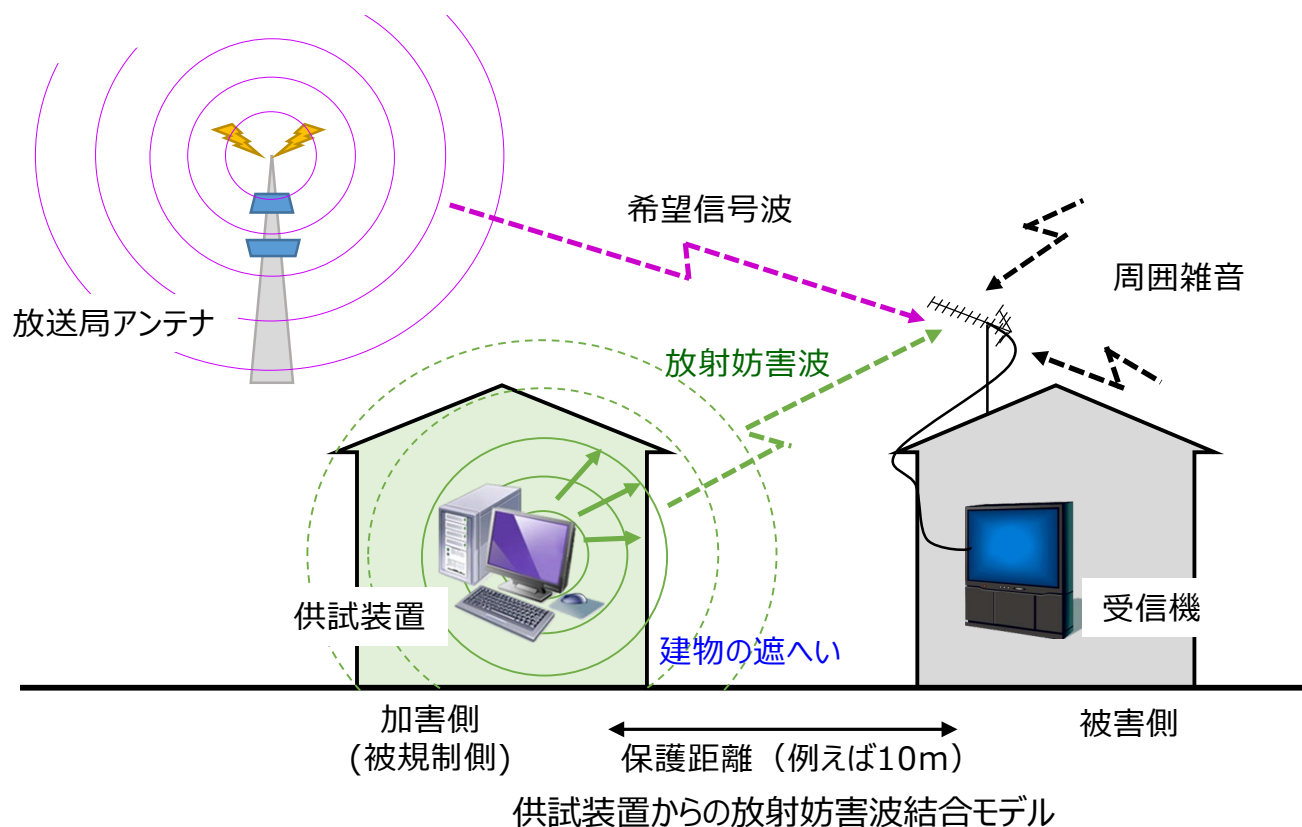 希望信号波
周囲雑音
放送局アンテナ
放射妨害波
供試装置
受信機
建物の遮へい
加害側
(被規制側)
被害側
保護距離（例えば10m）
供試装置からの放射妨害波結合モデル